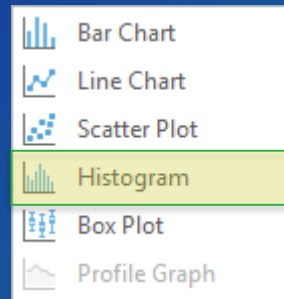 Bar Chart
Line Chart
Scatter Plot
Histogram
Box Plot
Profile Graph